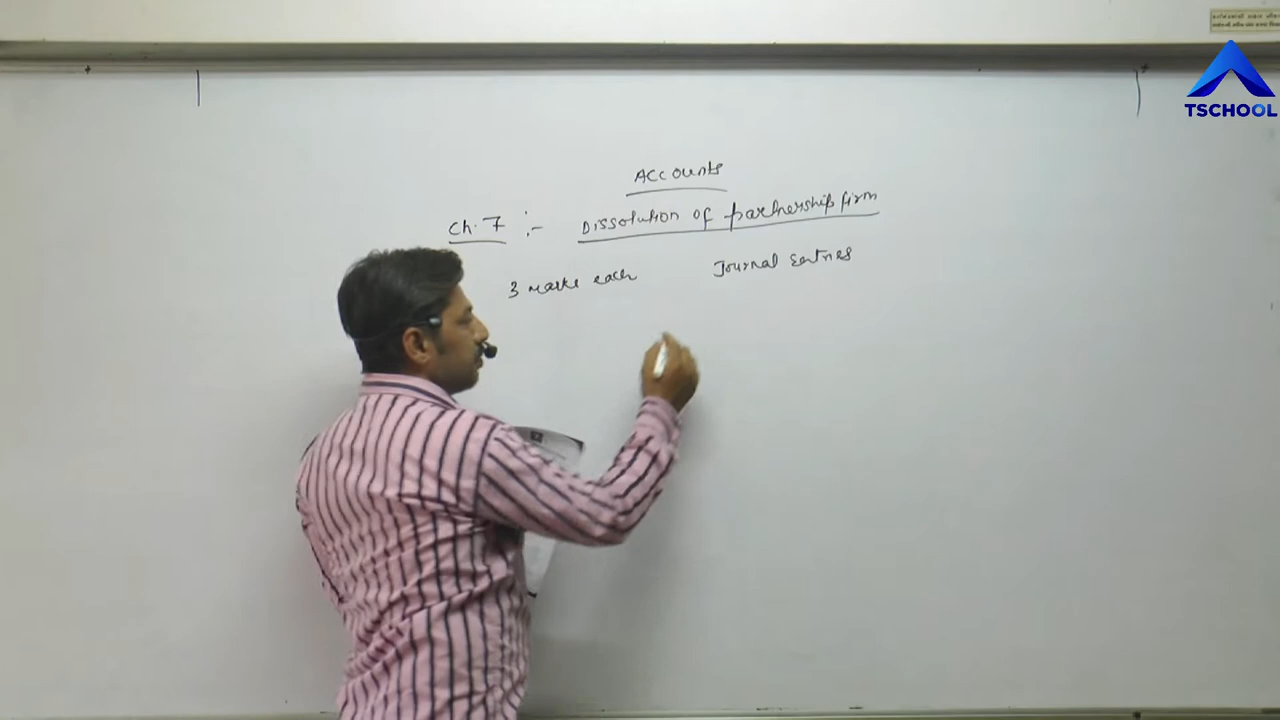 TSCHOOL
Accounts
Ch. 7 :- Dissolution of partnership firm
3 marks each Journal Entries